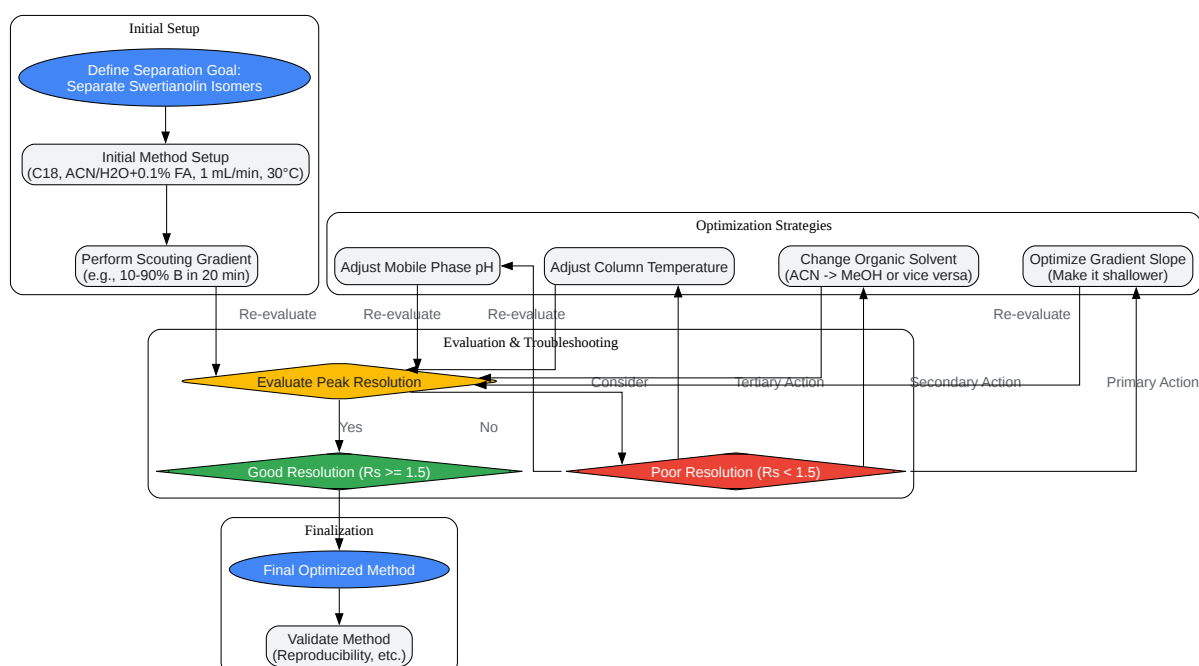 Initial Setup
Define Separation Goal:
Separate Swertianolin Isomers
Initial Method Setup
(C18, ACN/H2O+0.1% FA, 1 mL/min, 30°C)
Perform Scouting Gradient
(e.g., 10-90% B in 20 min)
Optimization Strategies
Adjust Mobile Phase pH
Adjust Column Temperature
Change Organic Solvent
(ACN -> MeOH or vice versa)
Optimize Gradient Slope
(Make it shallower)
Re-evaluate
Re-evaluate
Re-evaluate
Re-evaluate
Evaluation & Troubleshooting
Evaluate Peak Resolution
Consider
Tertiary Action
Secondary Action
Primary Action
Yes
No
Good Resolution (Rs >= 1.5)
Poor Resolution (Rs < 1.5)
Finalization
Final Optimized Method
Validate Method
(Reproducibility, etc.)